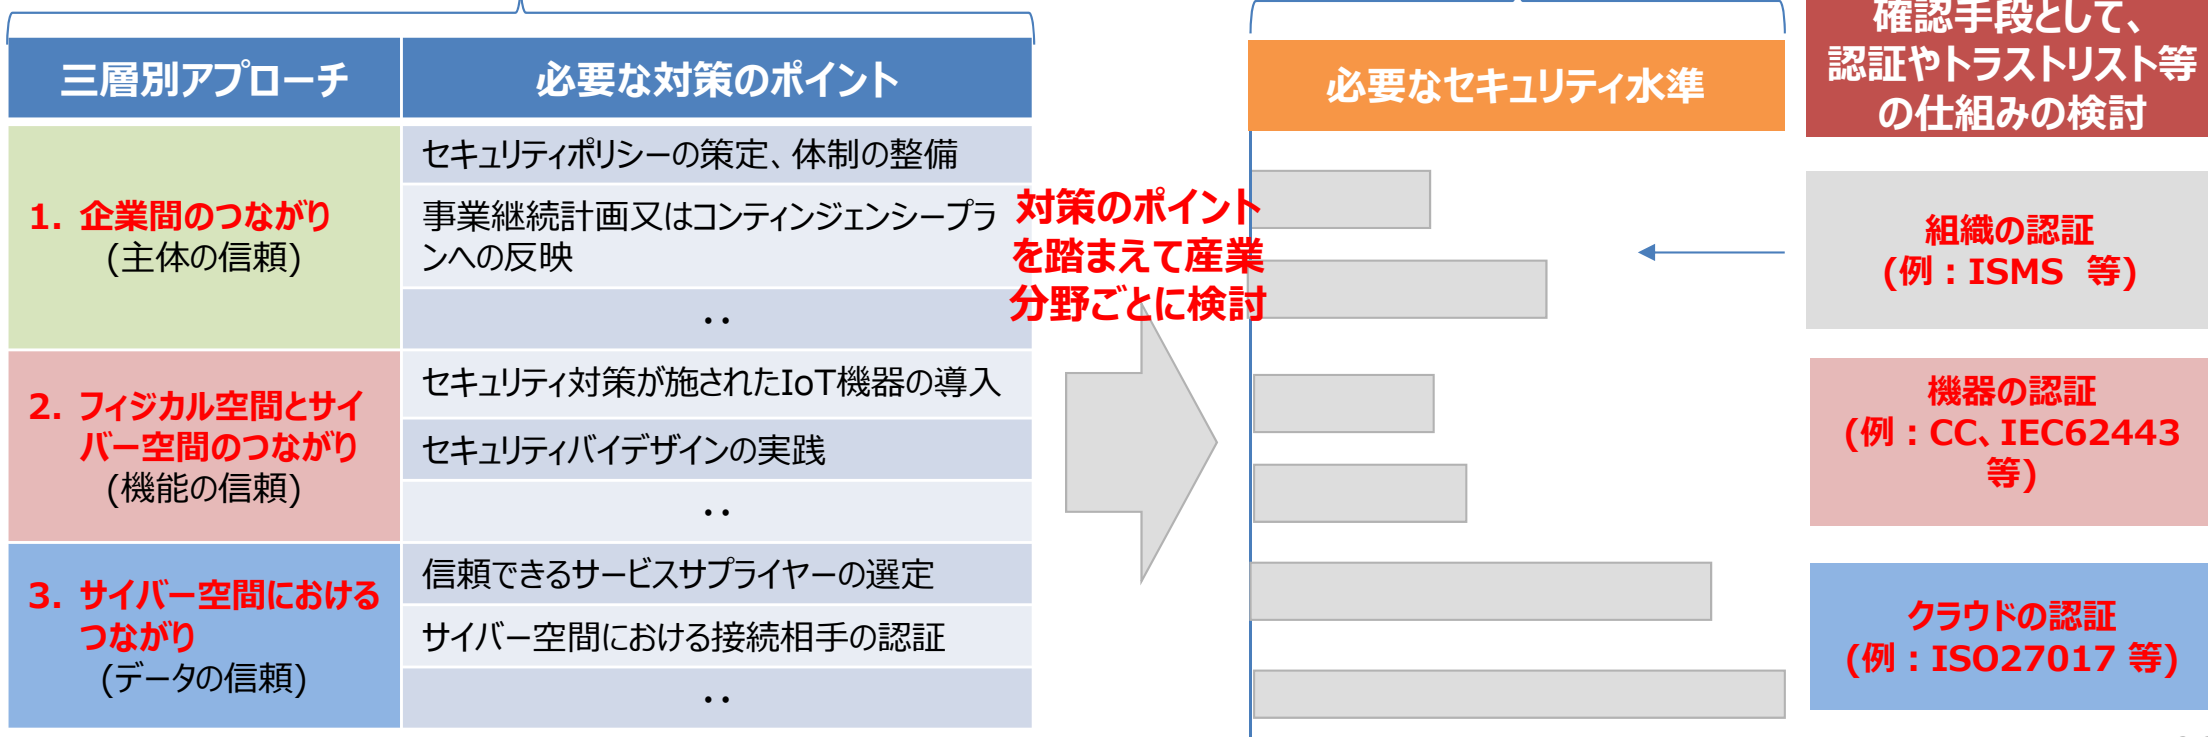 三層別アプローチ
必要な対策のポイント
1. 企業間のつながり
(主体の信頼)
セキュリティポリシーの策定、体制の整備
事業継続計画又はコンティンジェンシープラ
ンへの反映
・・
2. フィジカル空間とサイ
バー空間のつながり
(機能の信頼)
セキュリティ対策が施されたIoT機器の導入
セキュリティバイデザインの実践
・・
3. サイバー空間における
つながり
(データの信頼)
信頼できるサービスサプライヤーの選定
サイバー空間における接続相手の認証
・・
対策のポイント
を踏まえて産業
分野ごとに検討
必要なセキュリティ水準
確認手段として、
認証やトラストリスト等
の仕組みの検討
組織の認証
(例：ISMS 等)
機器の認証
(例：CC、IEC62443
等)
クラウドの認証
(例：ISO27017 等)